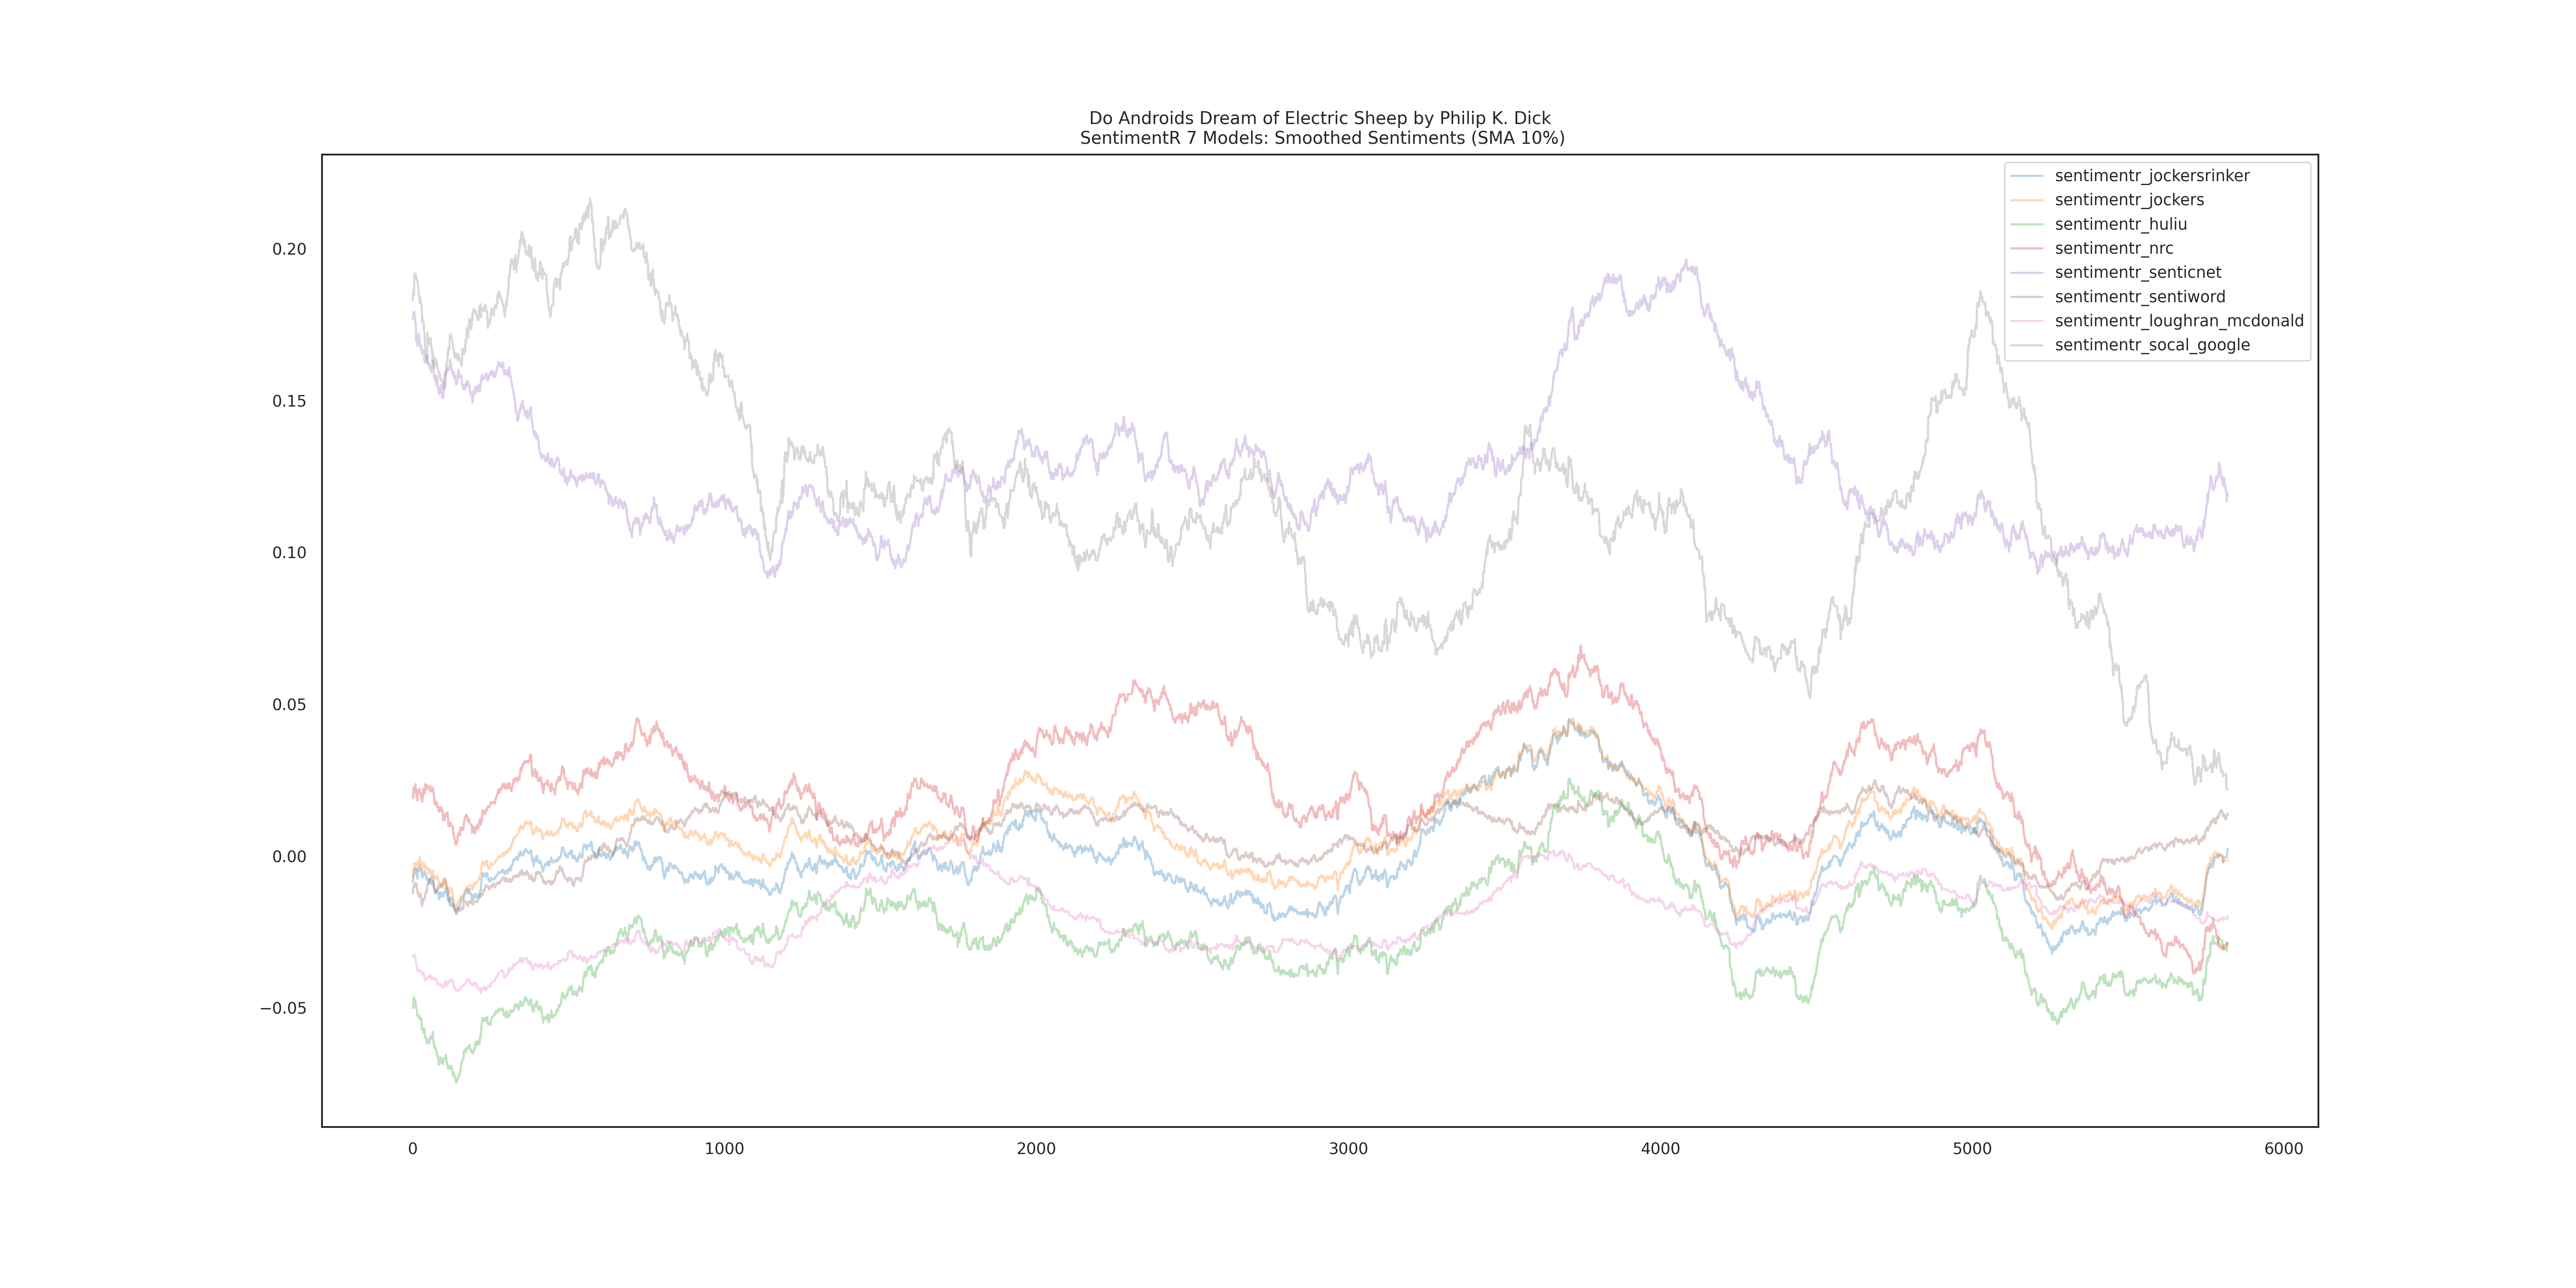 Do Androids Dream of Electric Sheep by Philip K. Dick
SentimentR 7 Models: Smoothed Sentiments (SMA 10%)
sentimentr_jockersrinker
sentimentr_jockers
sentimentr_huliu
sentimentr_nrc
sentimentr_senticnet
sentimentr_sentiword
sentimentr_loughran_mcdonald
sentimentr_socal_google
0.20
0.15
0.10
0.05
0.00
−0.05
0 1000 2000 3000 4000 5000 6000